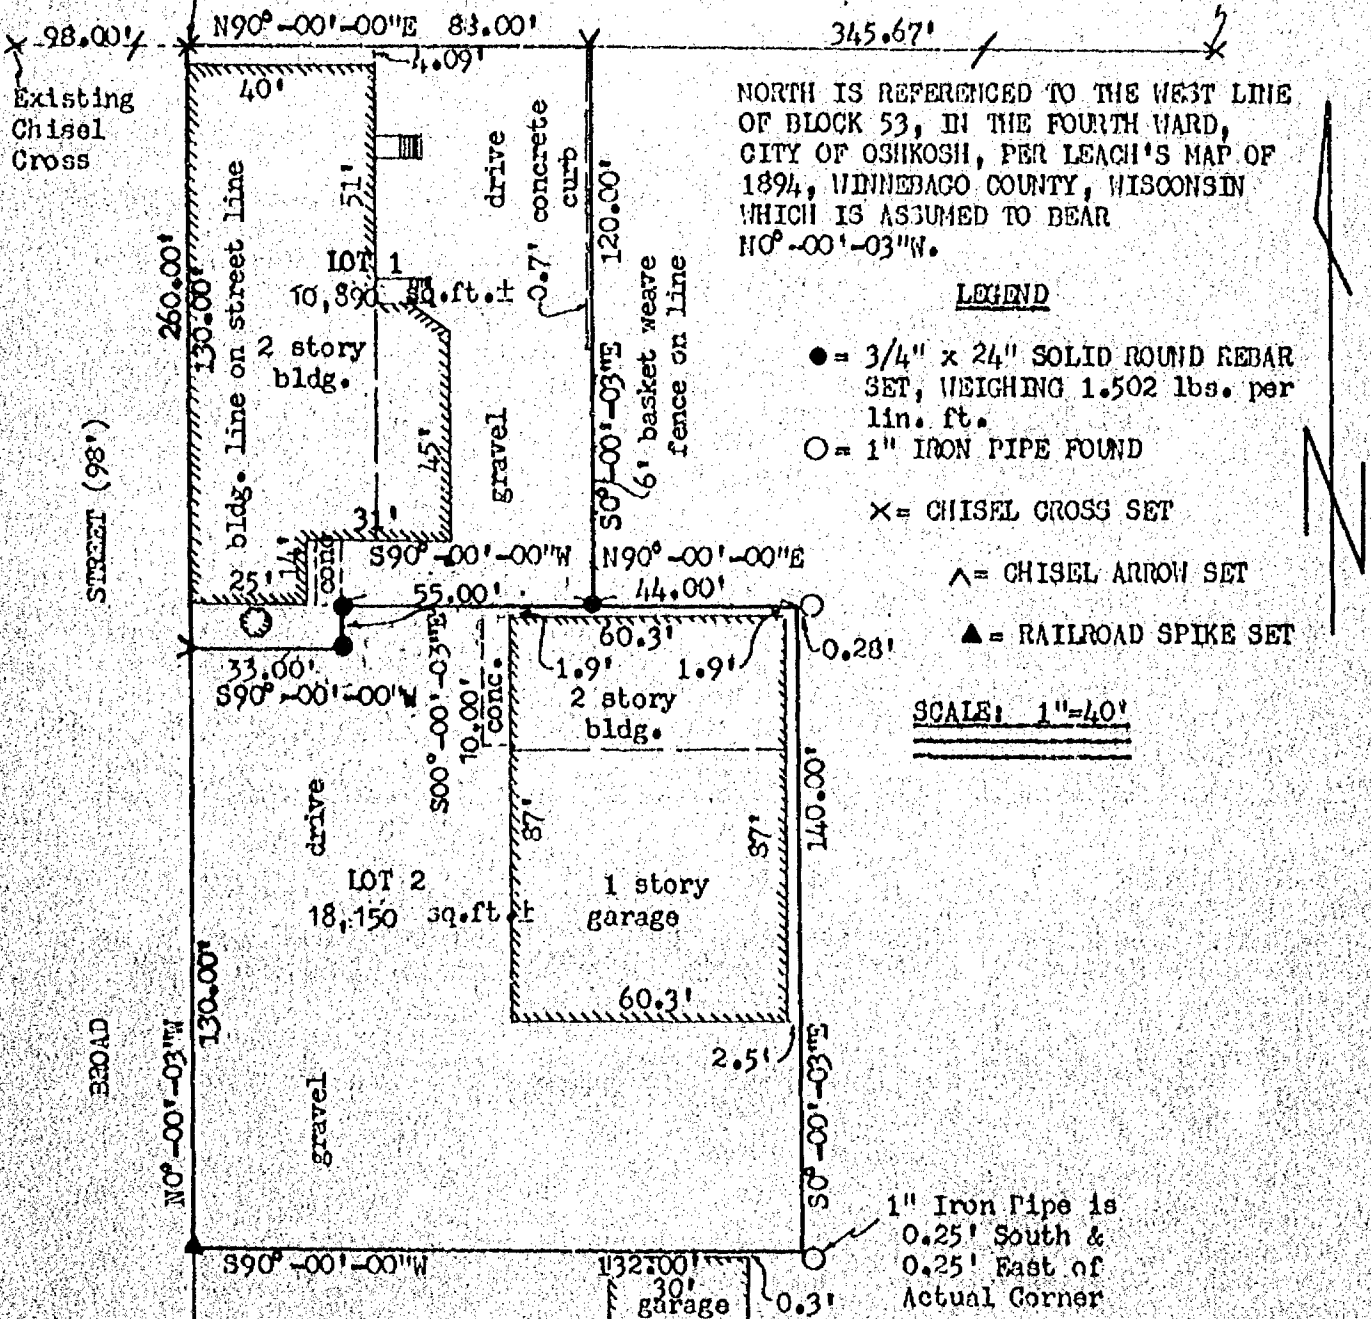 98.00'
N90°-00'-00"E 88.00'
345.67'
Existing
Chisel
Cross
4.09'
40'
51'
drive
0.7' concrete
curb
120.00'
S0°-00'-03"E
6' basket weave
fence on line
NORTH IS REFERENCED TO THE WEST LINE
OF BLOCK 53, IN THE FOURTH WARD,
CITY OF OSHKOSH, PER LEACH'S MAP OF
1894, WINNEBAGO COUNTY, WISCONSIN
WHICH IS ASSUMED TO BEAR
N0°-00'-03"W.
LEGEND
● = 3/4" x 24" SOLID ROUND REBAR
SET, WEIGHING 1.502 lbs. per
lin. ft.
○ = 1" IRON PIPE FOUND
X= CHISEL CROSS SET
^= CHISEL ARROW SET
▲= RAILROAD SPIKE SET
SCALE: 1"=40'
N
260.00'
130.00'
bldg. line on street line
LOT 1
10,890 sq.ft.±
2 story
bldg.
gravel
45'
31'
14'
25'
conc
STREET (98')
S90°-00'-00"W
N90°-00'-00"E
55.00'
44.00'
33.00'
S90°-00'-00"W
S00°-00'-03"E
10.00'
conc.
60.3'
1.9'
1.9'
0.28'
2 story
bldg.
drive
87'
87'
140.00'
LOT 2
18,150 sq.ft.±
1 story
garage
60.3'
2.5'
S0°-00'-03"E
BROAD
N0°-00'-03"W
130.00'
gravel
1" Iron Pipe is
0.25' South &
0.25' East of
Actual Corner
S90°-00'-00"W
132.00'
30'
garage
0.3'